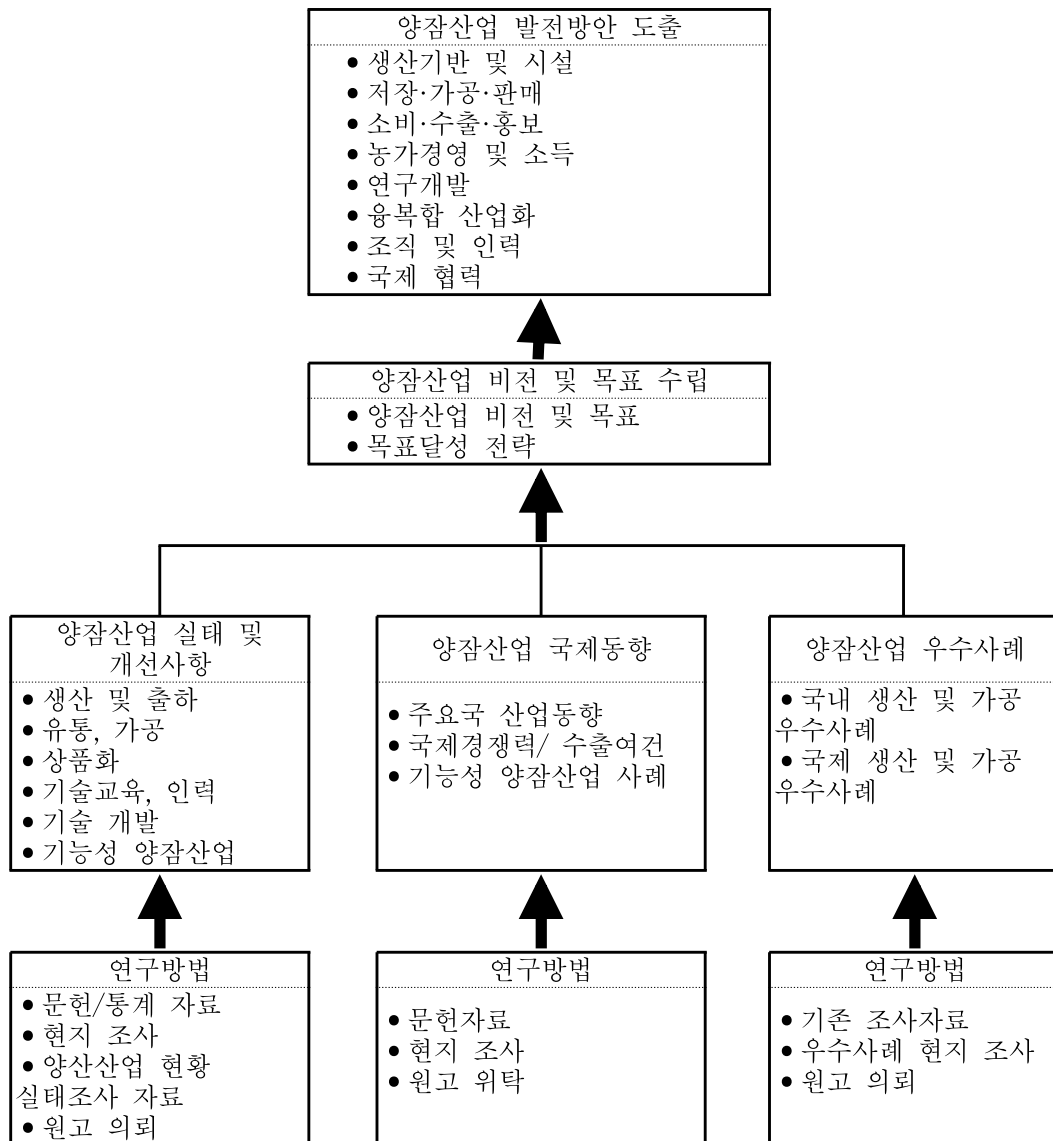 양잠산업 발전방안 도출
● 생산기반 및 시설
● 저장·가공·판매
● 소비·수출·홍보
● 농가경영 및 소득
● 연구개발
● 융복합 산업화
● 조직 및 인력
● 국제 협력
양잠산업 비전 및 목표 수립
● 양잠산업 비전 및 목표
● 목표달성 전략
양잠산업 실태 및
개선사항
● 생산 및 출하
● 유통, 가공
● 상품화
● 기술교육, 인력
● 기술 개발
● 기능성 양잠산업
양잠산업 국제동향
● 주요국 산업동향
● 국제경쟁력/ 수출여건
● 기능성 양잠산업 사례
양잠산업 우수사례
● 국내 생산 및 가공
우수사례
● 국제 생산 및 가공
우수사례
연구방법
● 문헌/통계 자료
● 현지 조사
● 양산산업 현황
실태조사 자료
● 원고 의뢰
연구방법
● 문헌자료
● 현지 조사
● 원고 위탁
연구방법
● 기존 조사자료
● 우수사례 현지 조사
● 원고 의뢰